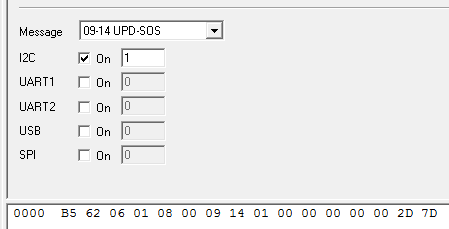 Message 09-14 UPD-SOS
I2C On 1
UART1 On 0
UART2 On 0
USB On 0
SPI On 0
0000 B5 62 06 01 08 00 09 14 01 00 00 00 00 00 2D 7D